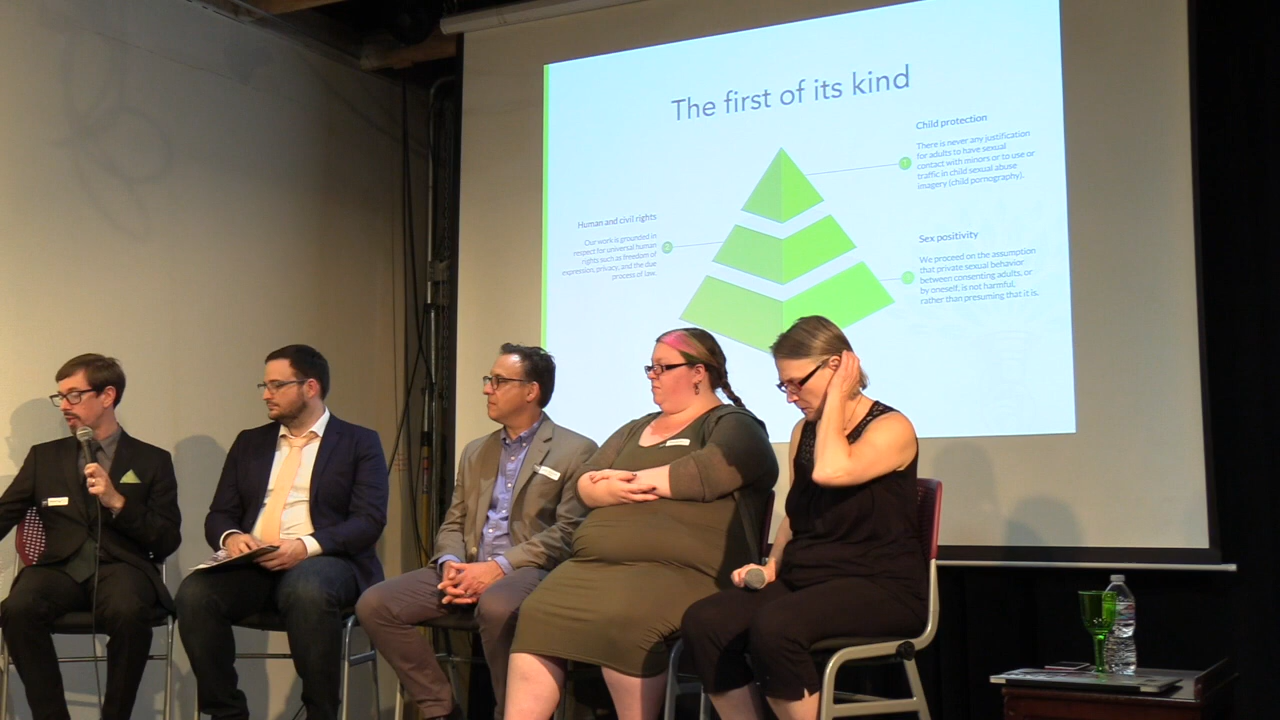 The first of its kind
Child protection
There is never any justification
for adults to have sexual
contact with minors or to use or
traffic in child sexual abuse
imagery (child pornography).
1
Human and civil rights
Our work is grounded in
respect for universal human
rights such as freedom of
expression, privacy, and the due
process of law.
2
Sex positivity
We proceed on the assumption
that private sexual behavior
between consenting adults, or
by oneself, is not harmful,
rather than presuming that it is.